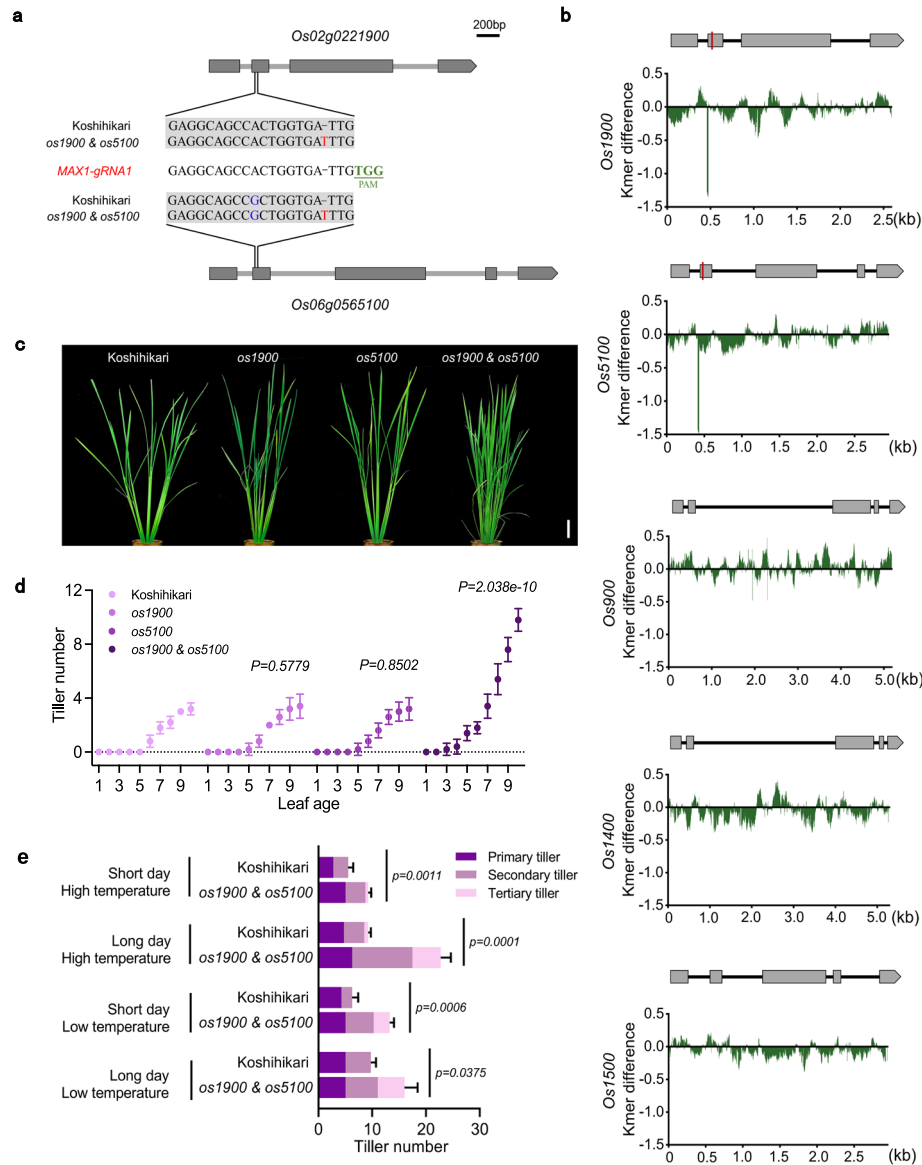 a
Os02g0221900
200bp
Koshihikari
GAGGCAGCCACTGGTGA-TTG
os1900 & os5100
GAGGCAGCCACTGGTGATTTG
MAX1-gRNA1
GAGGCAGCCACTGGTGA-TTGTGG
PAM
Koshihikari
GAGGCAGCCGCTGGTGA-TTG
os1900 & os5100
GAGGCAGCCGCTGGTGATTTG
Os06g0565100
b
Os1900
Kmer difference
0.5
0.0
-0.5
-1.0
-1.5
0 0.5 1.0 1.5 2.0 2.5 (kb)
Os5100
Kmer difference
0.5
0.0
-0.5
-1.0
-1.5
0 0.5 1.0 1.5 2.0 2.5 (kb)
Os900
Kmer difference
0.5
0.0
-0.5
-1.0
-1.5
0 1.0 2.0 3.0 4.0 5.0 (kb)
Os1400
Kmer difference
0.5
0.0
-0.5
-1.0
-1.5
0 1.0 2.0 3.0 4.0 5.0 (kb)
Os1500
Kmer difference
0.5
0.0
-0.5
-1.0
-1.5
0 0.5 1.0 1.5 2.0 2.5 (kb)
c
Koshihikari os1900 os5100 os1900 & os5100
d
Tiller number
12
8
4
0
Koshihikari
os1900
os5100
os1900 & os5100
P=0.5779
P=0.8502
P=2.038e-10
1 3 5 7 9 1 3 5 7 9 1 3 5 7 9 1 3 5 7 9
Leaf age
e
Primary tiller
Secondary tiller
Tertiary tiller
Short day
High temperature
Koshihikari
os1900 & os5100
p=0.0011
Long day
High temperature
Koshihikari
os1900 & os5100
p=0.0001
Short day
Low temperature
Koshihikari
os1900 & os5100
p=0.0006
Long day
Low temperature
Koshihikari
os1900 & os5100
p=0.0375
0 10 20 30
Tiller number